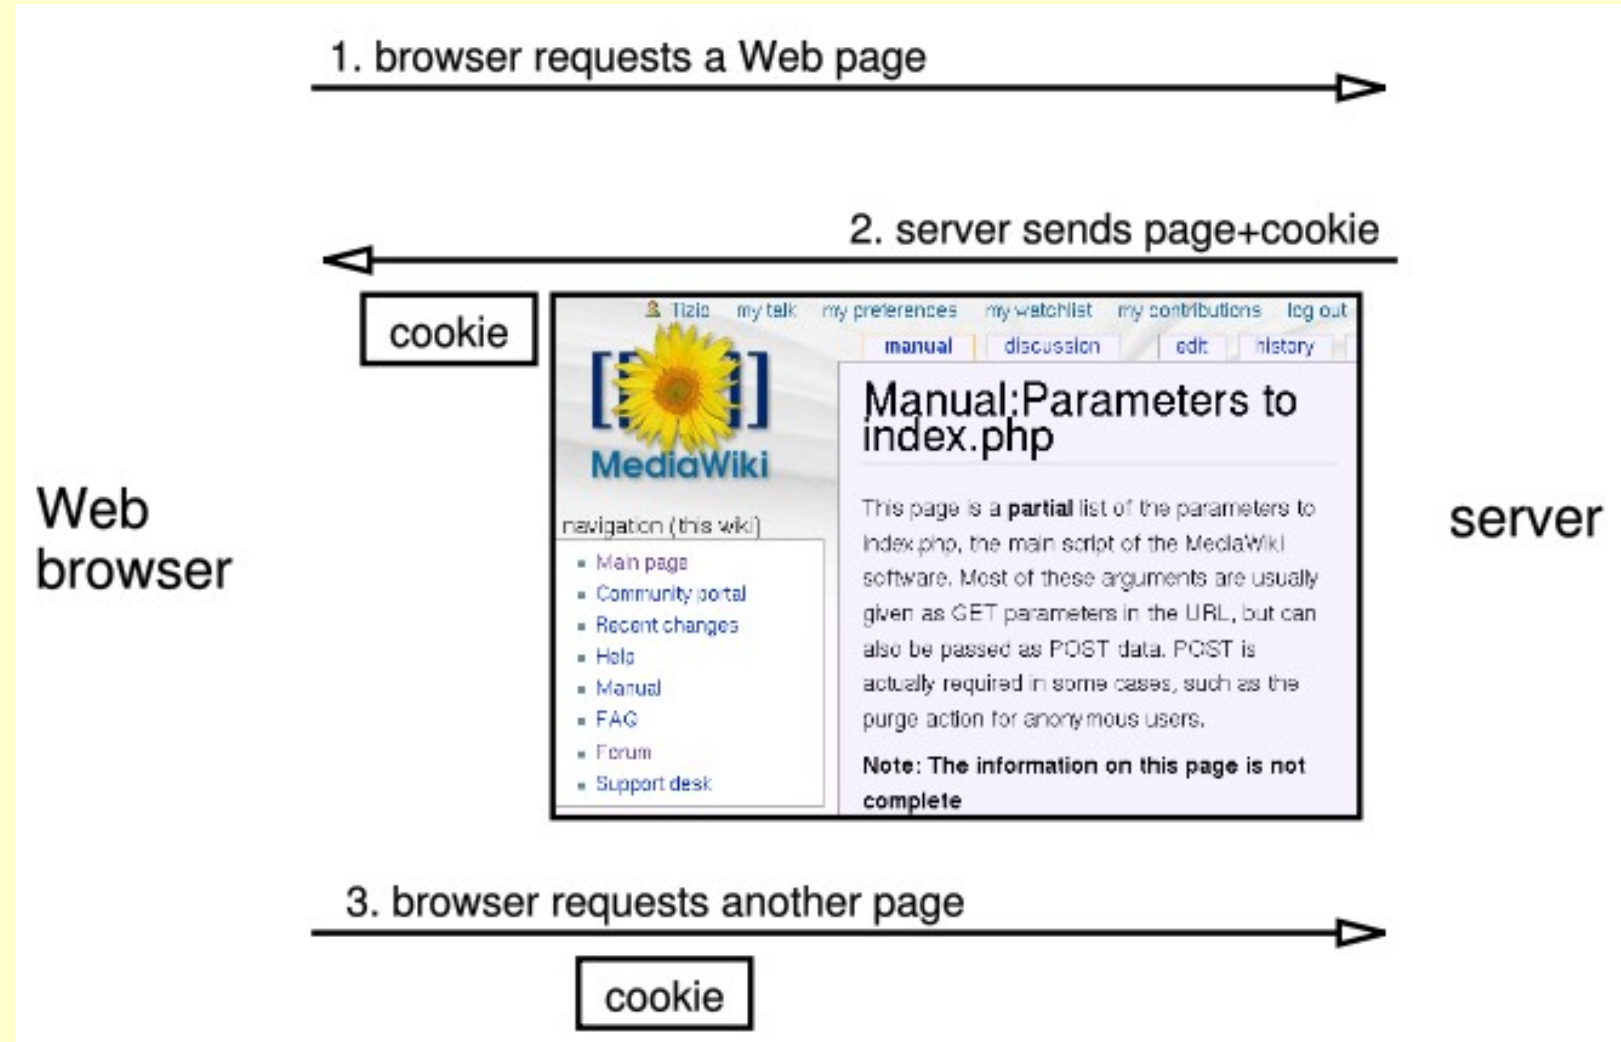 1. browser requests a Web page
2. server sends page+cookie
cookie
Tizio my talk my preferences my watchlist my contributions log out
manual discussion edit history
MediaWiki
Manual:Parameters to
index.php
Web
browser
navigation (this wiki)
Main page
Community portal
Recent changes
Help
Manual
FAQ
Forum
Support desk
This page is a partial list of the parameters to
index.php, the main script of the MediaWiki
software. Most of these arguments are usually
given as GET parameters in the URL, but can
also be passed as POST data. POST is
actually required in some cases, such as the
purge action for anonymous users.
Note: The information on this page is not
complete
server
3. browser requests another page
cookie